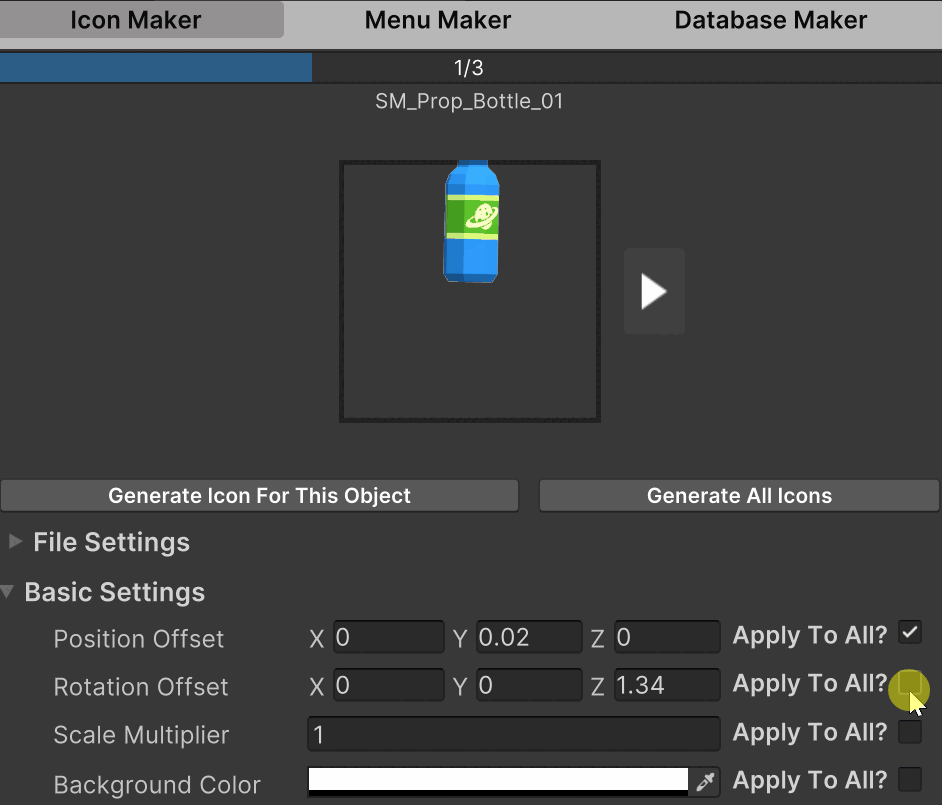 Icon Maker Menu Maker Database Maker
1/3
SM_Prop_Bottle_01
Generate Icon For This Object Generate All Icons
File Settings
Basic Settings
Position Offset X 0 Y 0.02 Z 0 Apply To All?
Rotation Offset X 0 Y 0 Z 1.34 Apply To All?
Scale Multiplier 1 Apply To All?
Background Color Apply To All?